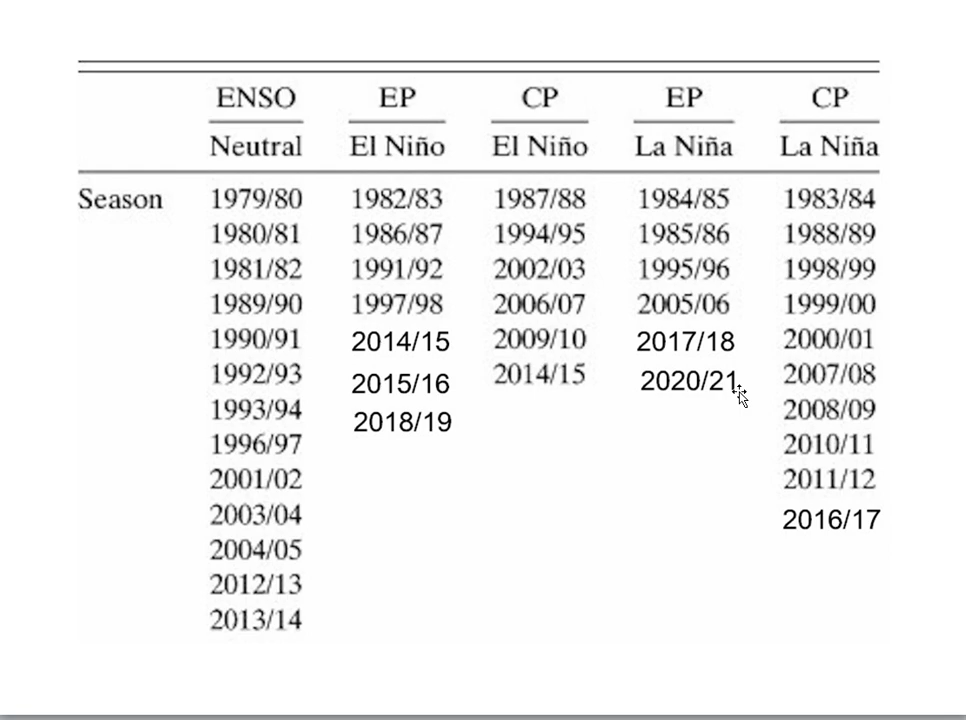 ENSO EP CP EP CP
Neutral El Niño El Niño La Niña La Niña
Season 1979/80 1982/83 1987/88 1984/85 1983/84
1980/81 1986/87 1994/95 1985/86 1988/89
1981/82 1991/92 2002/03 1995/96 1998/99
1989/90 1997/98 2006/07 2005/06 1999/00
1990/91 2014/15 2009/10 2017/18 2000/01
1992/93 2015/16 2014/15 2020/21 2007/08
1993/94 2018/19 2008/09
1996/97 2010/11
2001/02 2011/12
2003/04 2016/17
2004/05
2012/13
2013/14